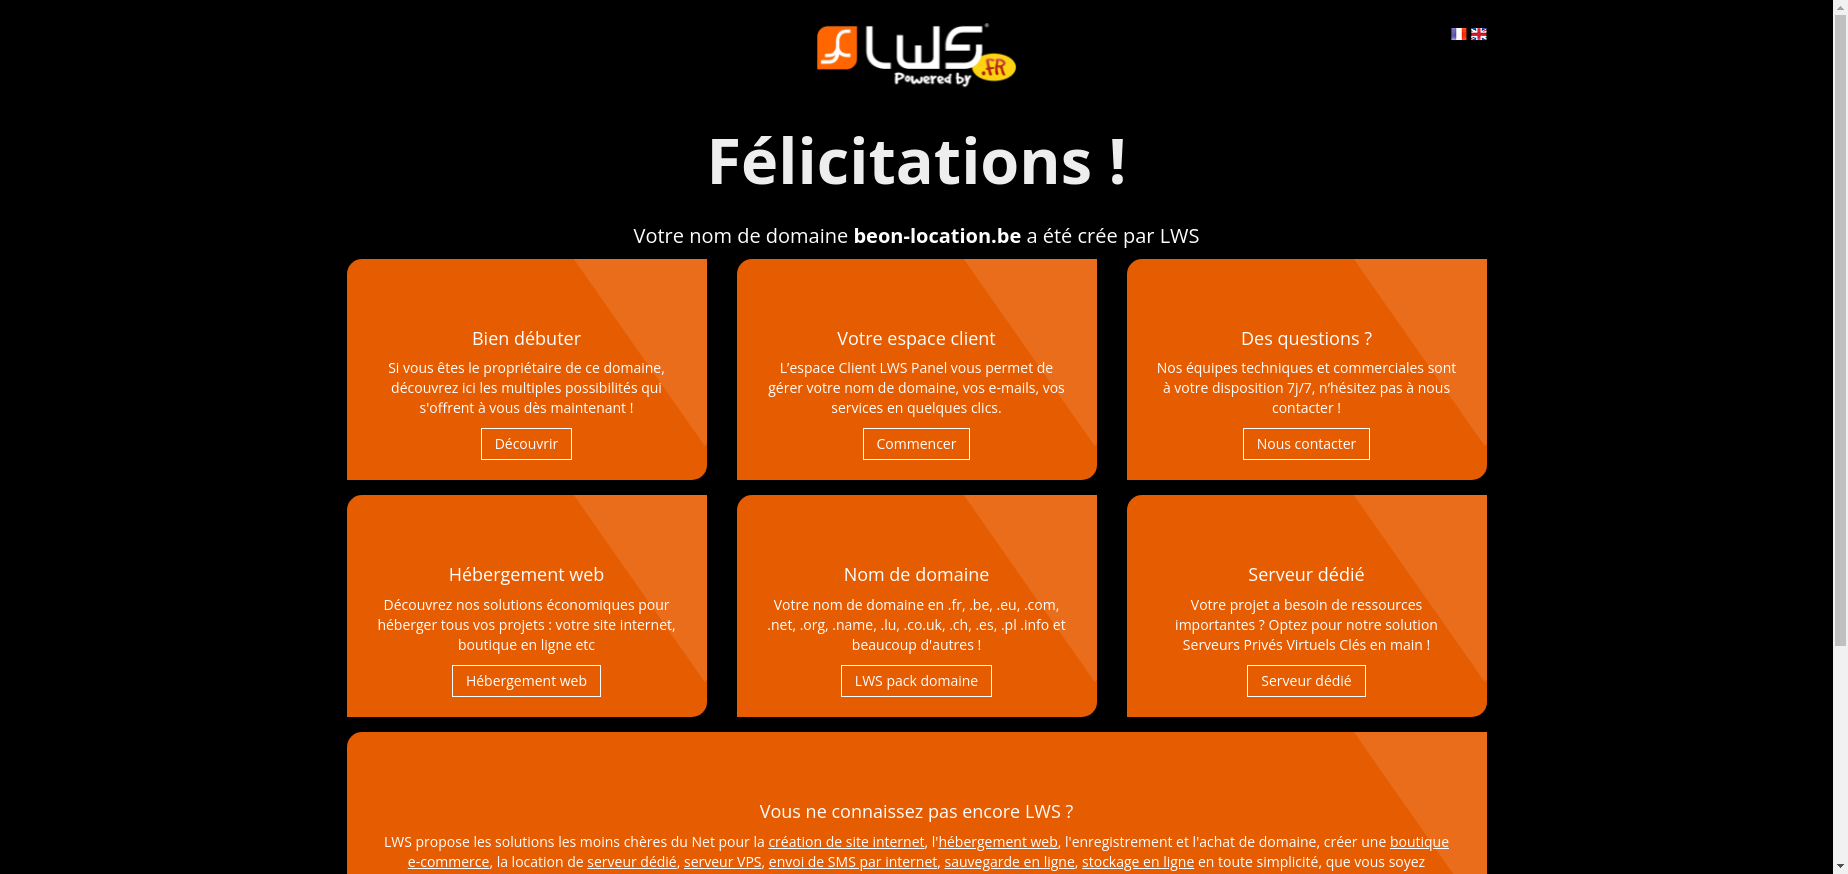 LWS
Powered by .FR
Félicitations !
Votre nom de domaine beon-location.be a été crée par LWS
Bien débuter
Si vous êtes le propriétaire de ce domaine,
découvrez ici les multiples possibilités qui
s'offrent à vous dès maintenant !
Découvrir
Votre espace client
L’espace Client LWS Panel vous permet de
gérer votre nom de domaine, vos e-mails, vos
services en quelques clics.
Commencer
Des questions ?
Nos équipes techniques et commerciales sont
à votre disposition 7j/7, n’hésitez pas à nous
contacter !
Nous contacter
Hébergement web
Découvrez nos solutions économiques pour
héberger tous vos projets : votre site internet,
boutique en ligne etc
Hébergement web
Nom de domaine
Votre nom de domaine en .fr, .be, .eu, .com,
.net, .org, .name, .lu, .co.uk, .ch, .es, .pl .info et
beaucoup d'autres !
LWS pack domaine
Serveur dédié
Votre projet a besoin de ressources
importantes ? Optez pour notre solution
Serveurs Privés Virtuels Clés en main !
Serveur dédié
Vous ne connaissez pas encore LWS ?
LWS propose les solutions les moins chères du Net pour la création de site internet, l'hébergement web, l'enregistrement et l'achat de domaine, créer une boutique
e-commerce, la location de serveur dédié, serveur VPS, envoi de SMS par internet, sauvegarde en ligne, stockage en ligne en toute simplicité, que vous soyez